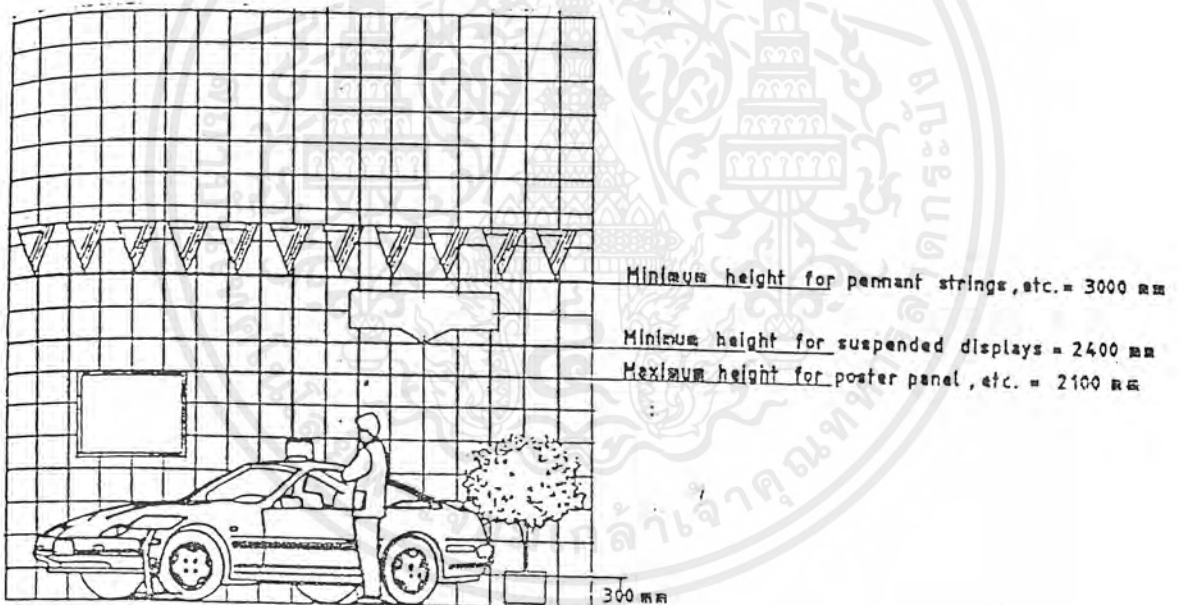 Minimum height for pennant strings, etc. = 3000 mm
Minimum height for suspended displays = 2400 mm
Maximum height for poster panel, etc. = 2100 mm
300 mm